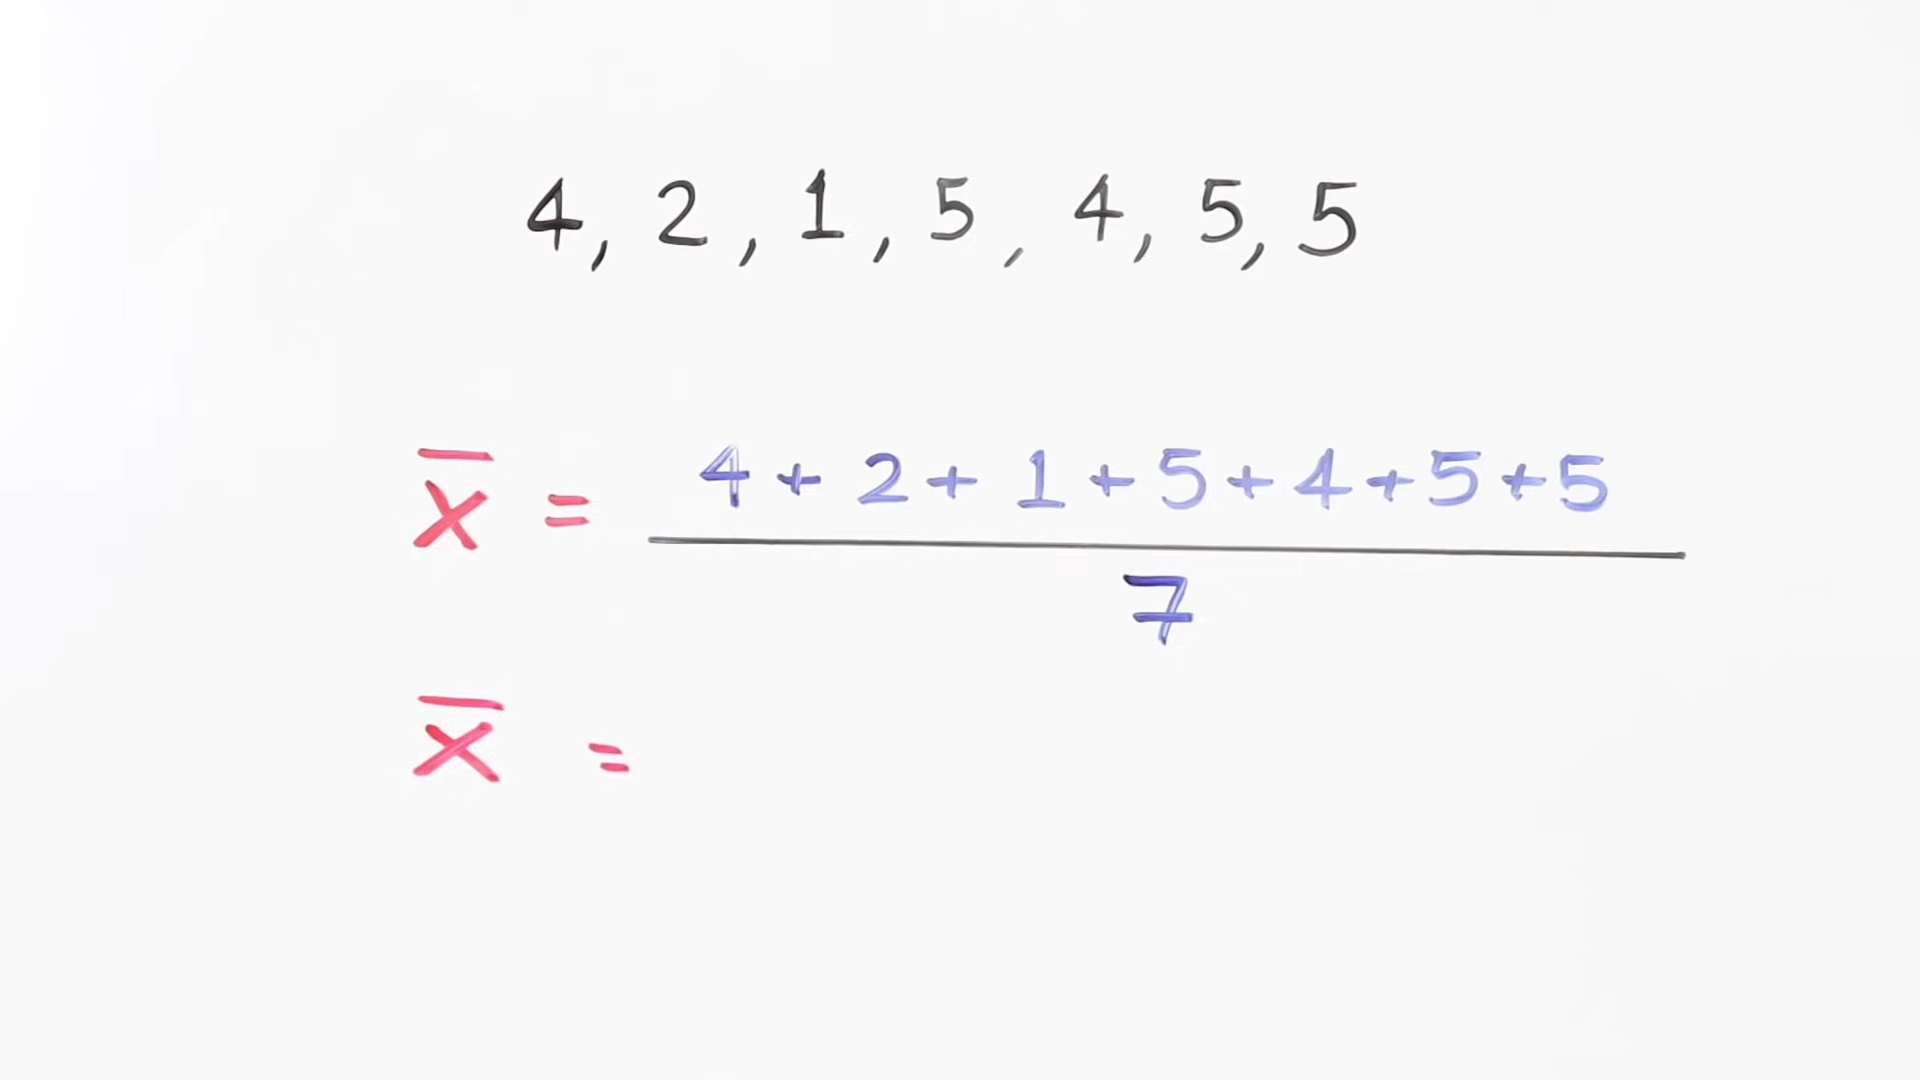 4, 2, 1, 5, 4, 5, 5
x̄ = 4 + 2 + 1 + 5 + 4 + 5 + 5
7
x̄ =